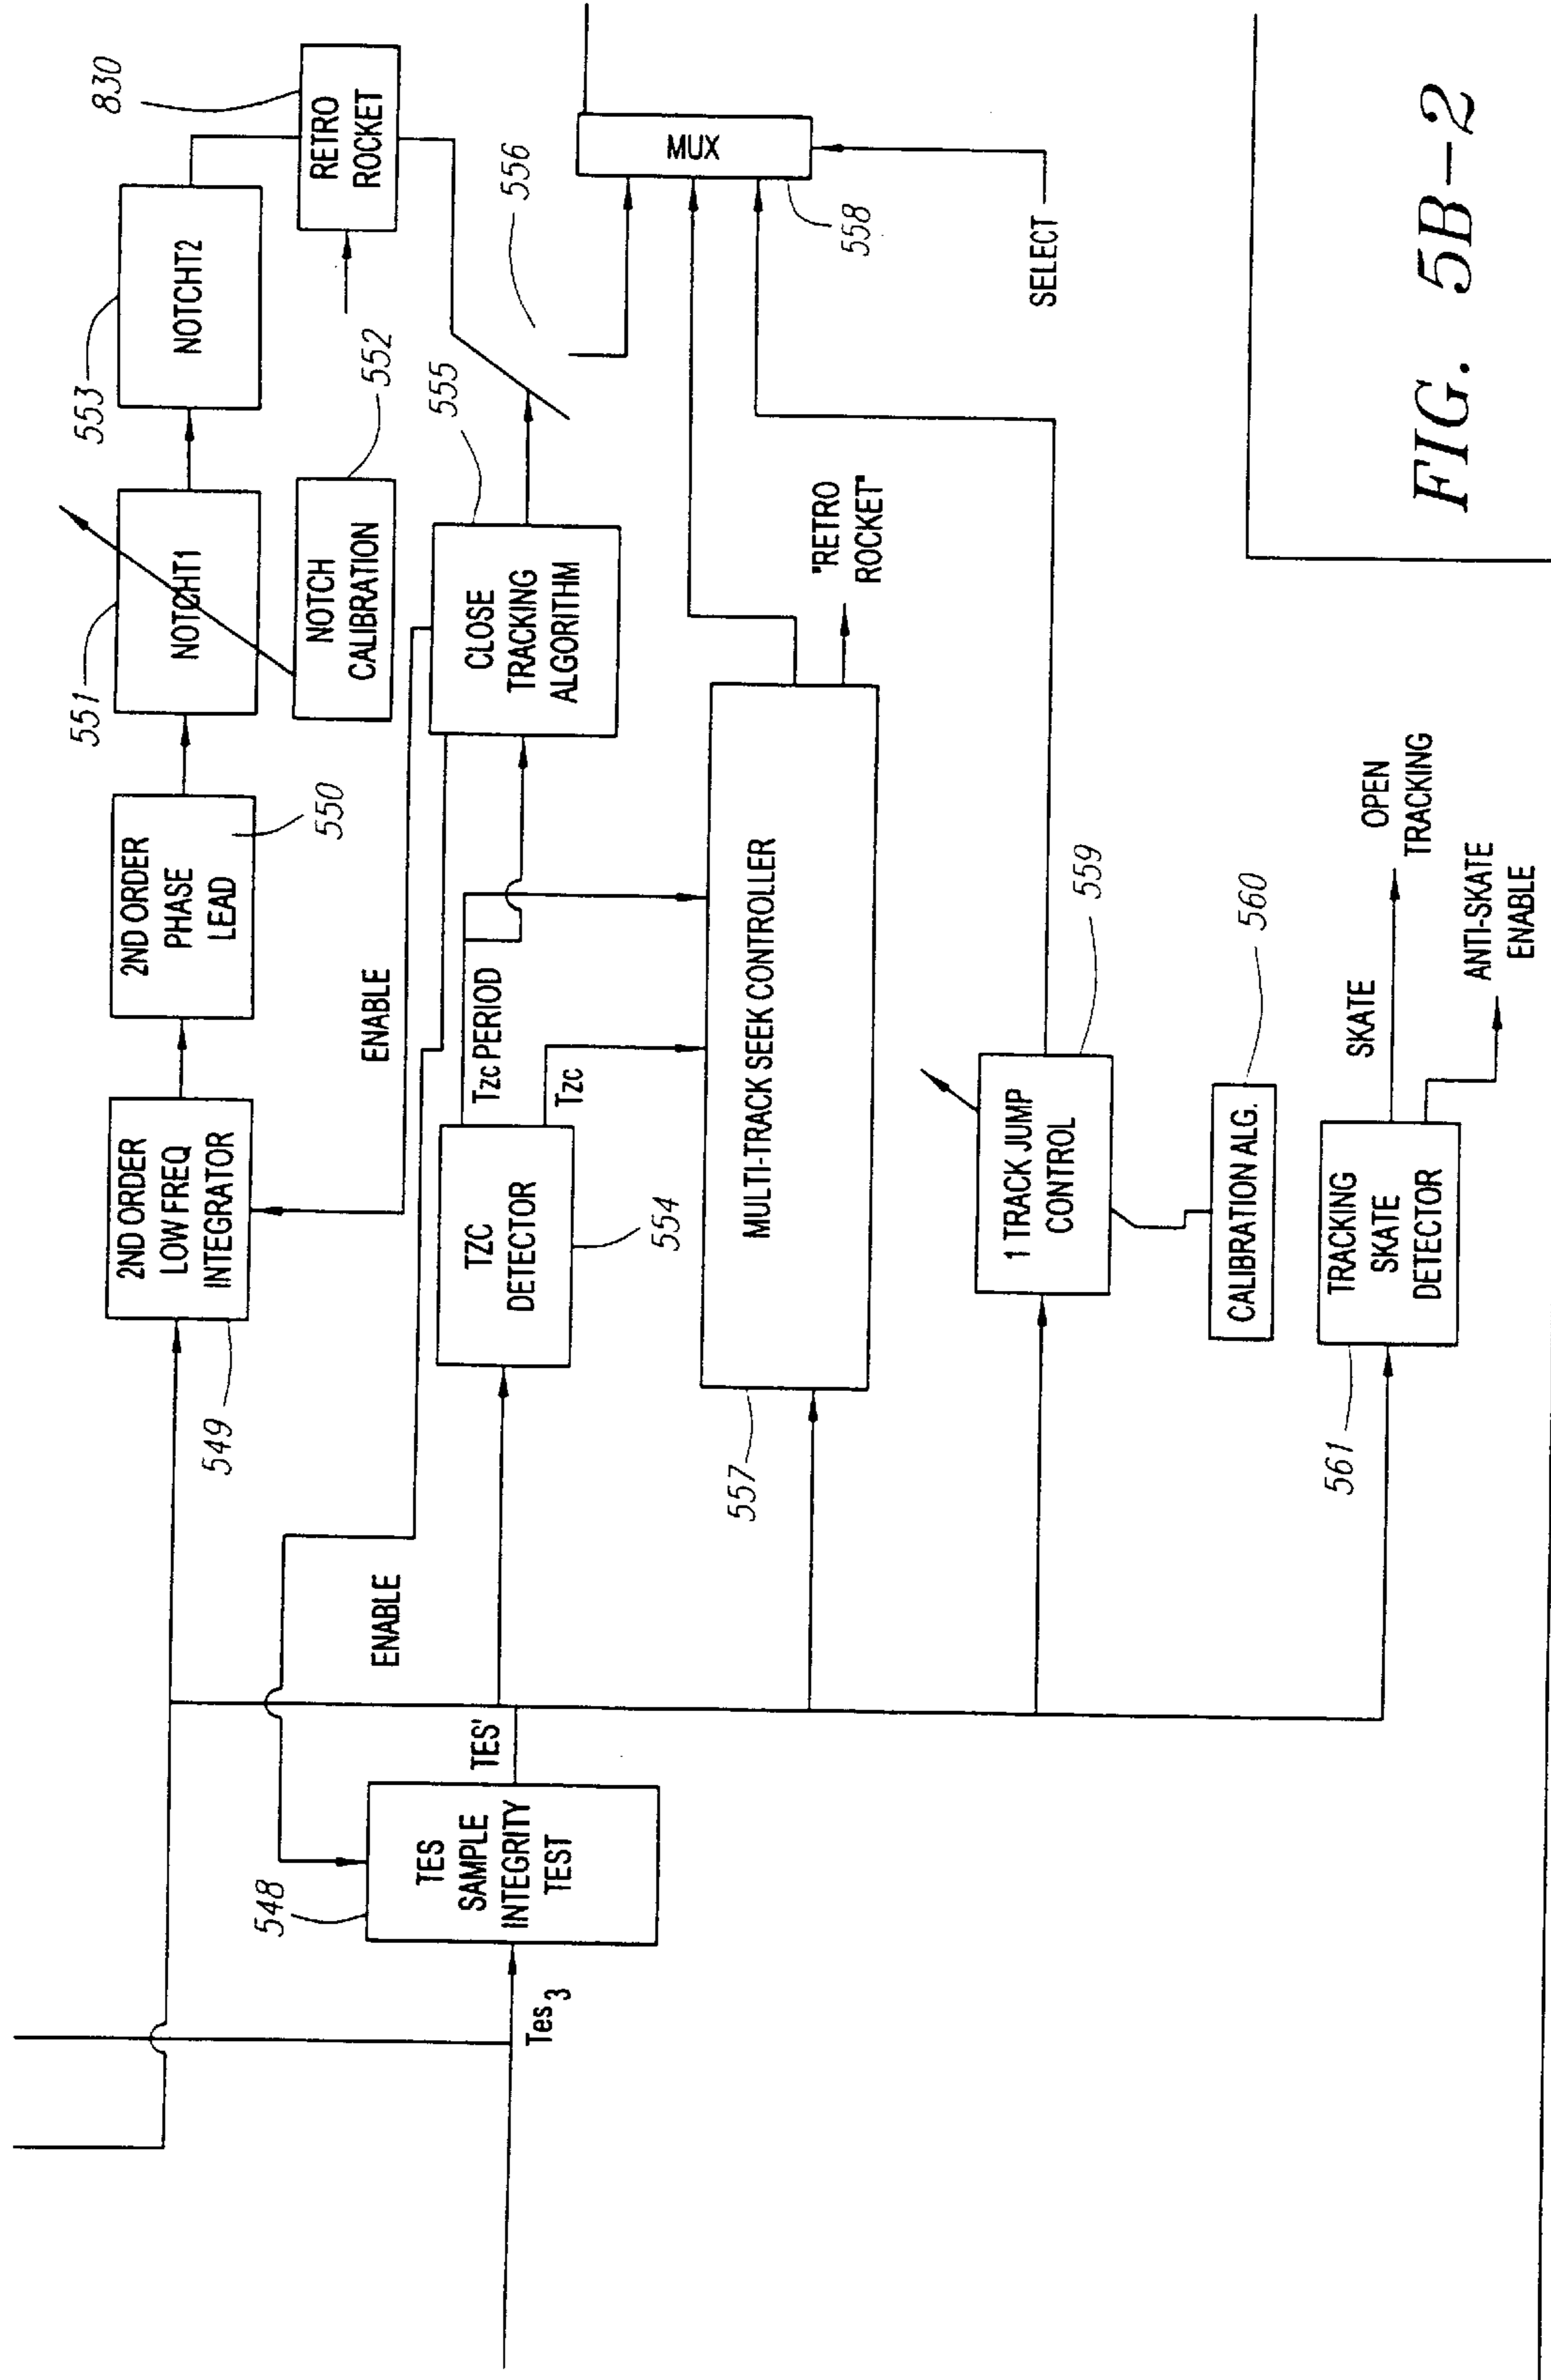 553
NOTCHT2
830
RETRO
ROCKET
551
NOTCHT1
552
NOTCH
CALIBRATION
550
2ND ORDER
PHASE
LEAD
549
2ND ORDER
LOW FREQ
INTEGRATOR
ENABLE
ENABLE
555
CLOSE
TRACKING
ALGORITHM
556
MUX
558
SELECT
TZC PERIOD
TZC
TZC
DETECTOR
554
548
TES
SAMPLE
INTEGRITY
TEST
TES'
Tes3
557
MULTI-TRACK SEEK CONTROLLER
"RETRO
ROCKET"
1 TRACK JUMP
CONTROL
559
CALIBRATION ALG.
560
561
TRACKING
SKATE
DETECTOR
SKATE
OPEN
TRACKING
ANTI-SKATE
ENABLE
FIG. 5B-2